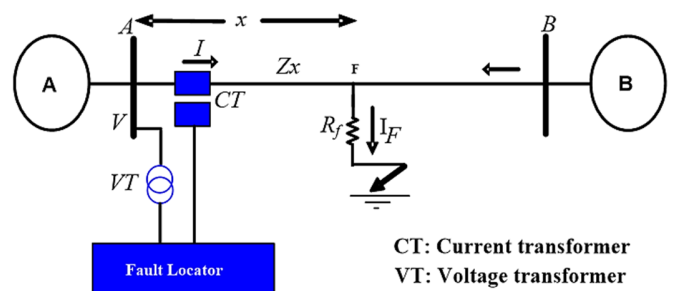 A
x
B
I
Zx
F
A
CT
B
V
Rf
IF
VT
CT: Current transformer
Fault Locator
VT: Voltage transformer